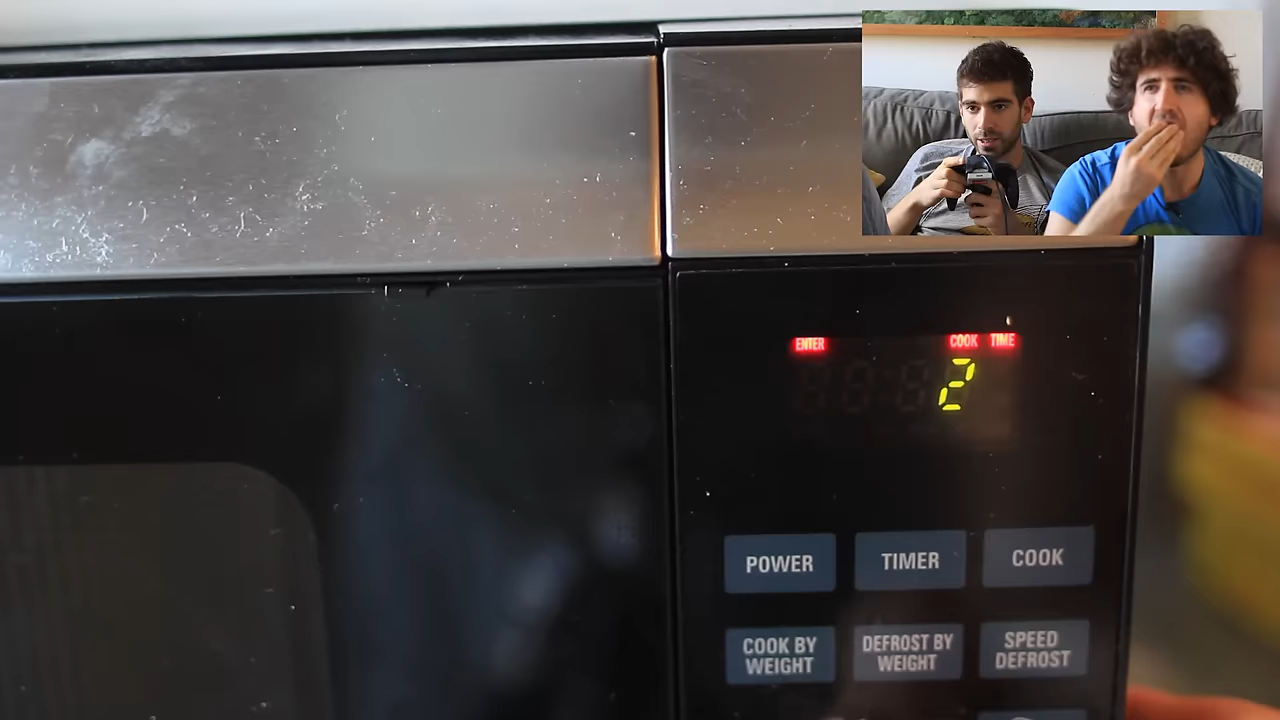 ENTER COOK TIME
2
POWER TIMER COOK
COOK BY WEIGHT
DEFROST BY WEIGHT
SPEED DEFROST